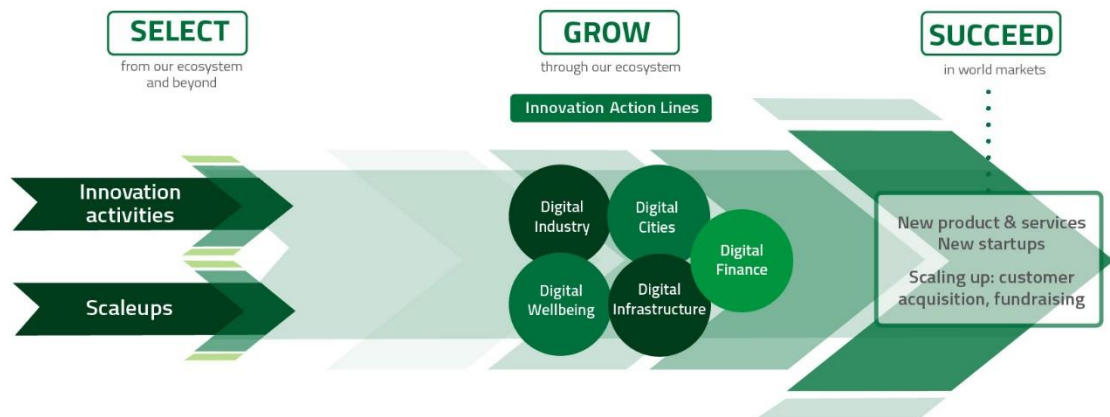 SELECT
from our ecosystem
and beyond
GROW
through our ecosystem
Innovation Action Lines
SUCCEED
in world markets
Innovation
activities
Scaleups
Digital
Industry
Digital
Cities
Digital
Finance
Digital
Wellbeing
Digital
Infrastructure
New product & services
New startups
Scaling up: customer
acquisition, fundraising